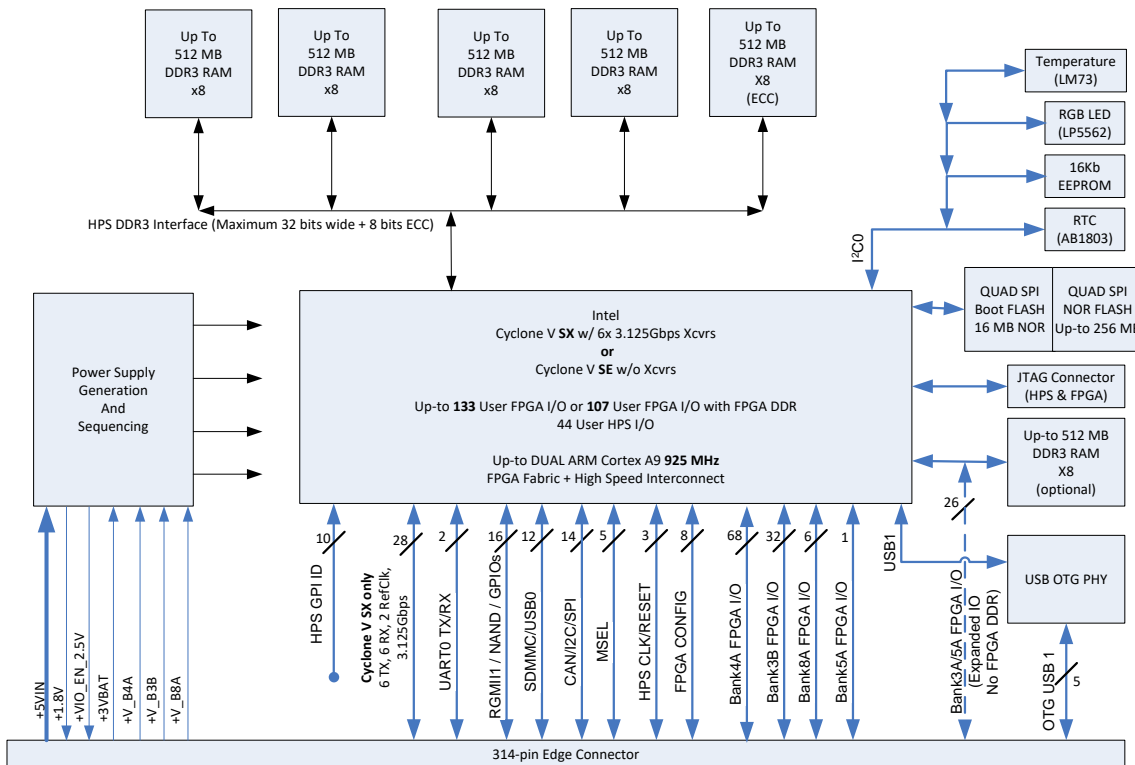 Up To
512 MB
DDR3 RAM
x8
Up To
512 MB
DDR3 RAM
x8
Up To
512 MB
DDR3 RAM
x8
Up To
512 MB
DDR3 RAM
x8
Up To
512 MB
DDR3 RAM
X8
(ECC)
Temperature
(LM73)
RGB LED
(LP5562)
16Kb
EEPROM
RTC
(AB1803)
I²C0
HPS DDR3 Interface (Maximum 32 bits wide + 8 bits ECC)
QUAD SPI
Boot FLASH
16 MB NOR
QUAD SPI
NOR FLASH
Up-to 256 MB
JTAG Connector
(HPS & FPGA)
Up-to 512 MB
DDR3 RAM
X8
(optional)
USB OTG PHY
Power Supply
Generation
And
Sequencing
Intel
Cyclone V SX w/ 6x 3.125Gbps Xcvrs
or
Cyclone V SE w/o Xcvrs
Up-to 133 User FPGA I/O or 107 User FPGA I/O with FPGA DDR
44 User HPS I/O
Up-to DUAL ARM Cortex A9 925 MHz
FPGA Fabric + High Speed Interconnect
+5VIN
+1.8V
+VIO_EN_2.5V
+3VBAT
+V_B4A
+V_B3B
+V_B8A
10
HPS GPI ID
28
Cyclone V SX only
6 TX, 6 RX, 2 RefClk,
3.125Gbps
2
UART0 TX/RX
16
RGMII1 / NAND / GPIOs
12
SDMMC/USB0
14
CAN/I2C/SPI
5
MSEL
3
HPS CLK/RESET
8
FPGA CONFIG
68
Bank4A FPGA I/O
32
Bank3B FPGA I/O
6
Bank8A FPGA I/O
1
Bank5A FPGA I/O
USB1
26
Bank3A/5A FPGA I/O
(Expanded IO
No FPGA DDR)
5
OTG USB 1
314-pin Edge Connector